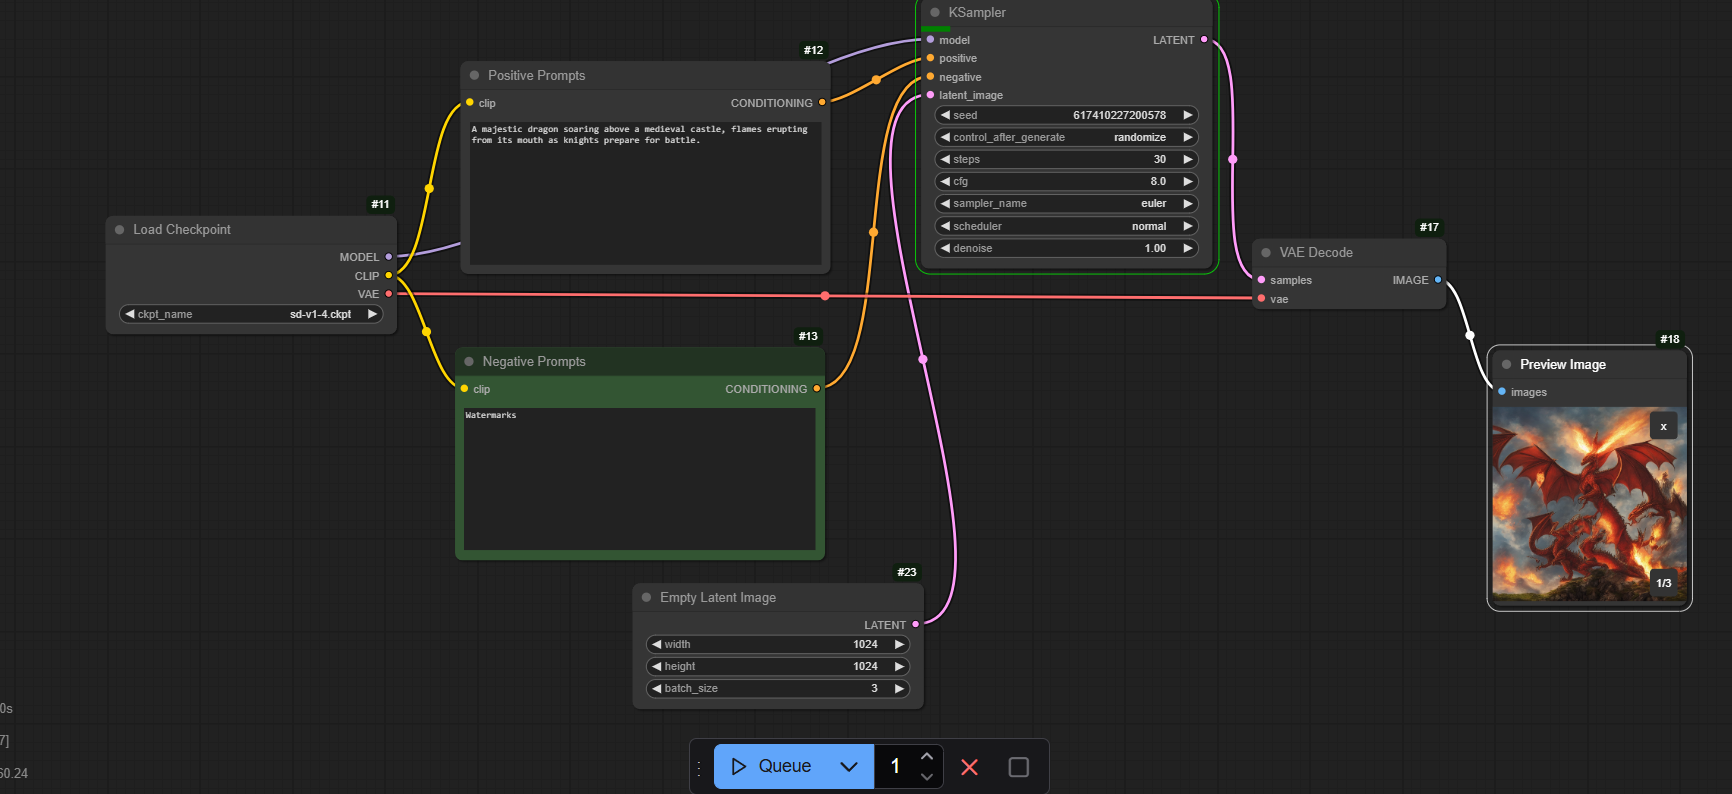 #11
Load Checkpoint
MODEL
CLIP
VAE
ckpt_name sd-v1-4.ckpt
#12
Positive Prompts
clip CONDITIONING
A majestic dragon soaring above a medieval castle, flames erupting
from its mouth as knights prepare for battle.
#13
Negative Prompts
clip CONDITIONING
Watermarks
#23
Empty Latent Image
LATENT
width 1024
height 1024
batch_size 3
KSampler
model LATENT
positive
negative
latent_image
seed 617410227200578
control_after_generate randomize
steps 30
cfg 8.0
sampler_name euler
scheduler normal
denoise 1.00
#17
VAE Decode
samples IMAGE
vae
#18
Preview Image
images
x
1/3
0s
7]
60.24
Queue 1